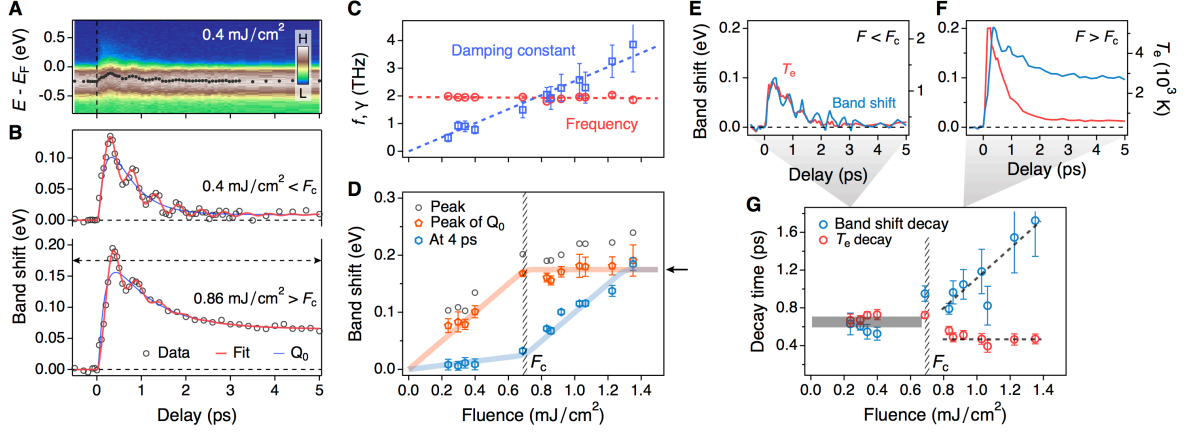 A
0.5
0.0
-0.5
E - E_F (eV)
0.4 mJ/cm²
H
L
B
0.10
0.05
0.00
0.4 mJ/cm² < F_c
0.20
0.15
0.10
0.05
0.00
0.86 mJ/cm² > F_c
Data
Fit
Q₀
Band shift (eV)
0 1 2 3 4 5
Delay (ps)
C
5
4
3
2
1
0
f, γ (THz)
Damping constant
Frequency
D
0.3
0.2
0.1
0.0
Band shift (eV)
Peak
Peak of Q₀
At 4 ps
F_c
0.0 0.4 0.8 1.2 1.6
Fluence (mJ/cm²)
E
0.2
0.1
0.0
Band shift (eV)
F < F_c
T_e
Band shift
2
1
0 1 2 3 4 5
Delay (ps)
F
0.2
0.1
0.0
F > F_c
4
2
T_e (10³ K)
0 1 2 3 4 5
Delay (ps)
G
1.6
1.2
0.8
0.4
Decay time (ps)
Band shift decay
T_e decay
F_c
0.0 0.2 0.4 0.6 0.8 1.0 1.2 1.4
Fluence (mJ/cm²)